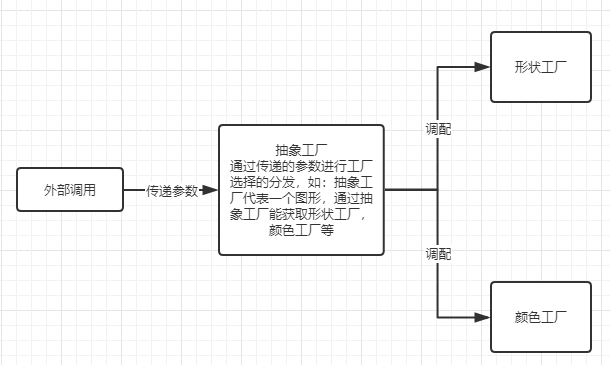 外部调用
传递参数
抽象工厂
通过传递的参数进行工厂
选择的分发，如：抽象工
厂代表一个图形，通过抽
象工厂能获取形状工厂，
颜色工厂等
调配
形状工厂
调配
颜色工厂